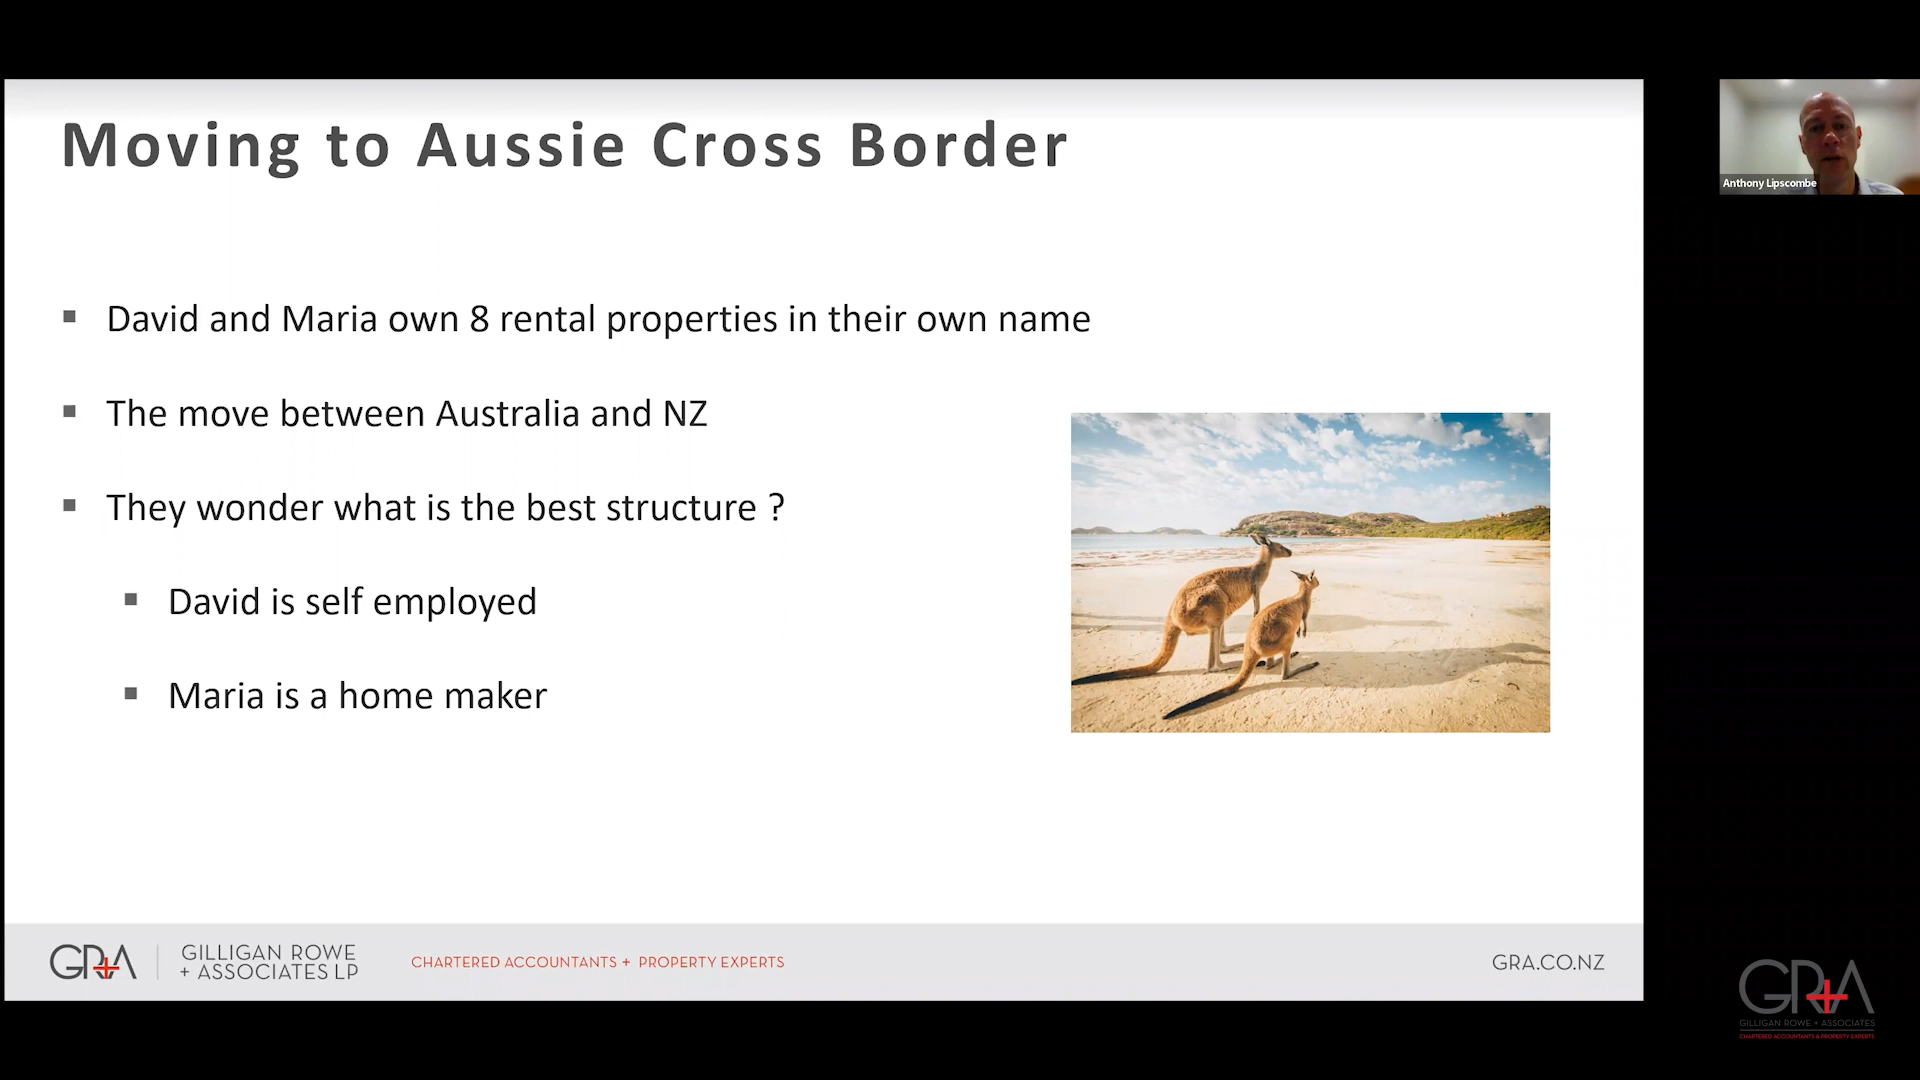 Moving to Aussie Cross Border
Anthony Lipscombe
▪ David and Maria own 8 rental properties in their own name
▪ The move between Australia and NZ
▪ They wonder what is the best structure ?
▪ David is self employed
▪ Maria is a home maker
GRA
GILLIGAN ROWE
+ ASSOCIATES LP
CHARTERED ACCOUNTANTS + PROPERTY EXPERTS
GRA.CO.NZ
GRA
GILLIGAN ROWE + ASSOCIATES
CHARTERED ACCOUNTANTS & PROPERTY EXPERTS